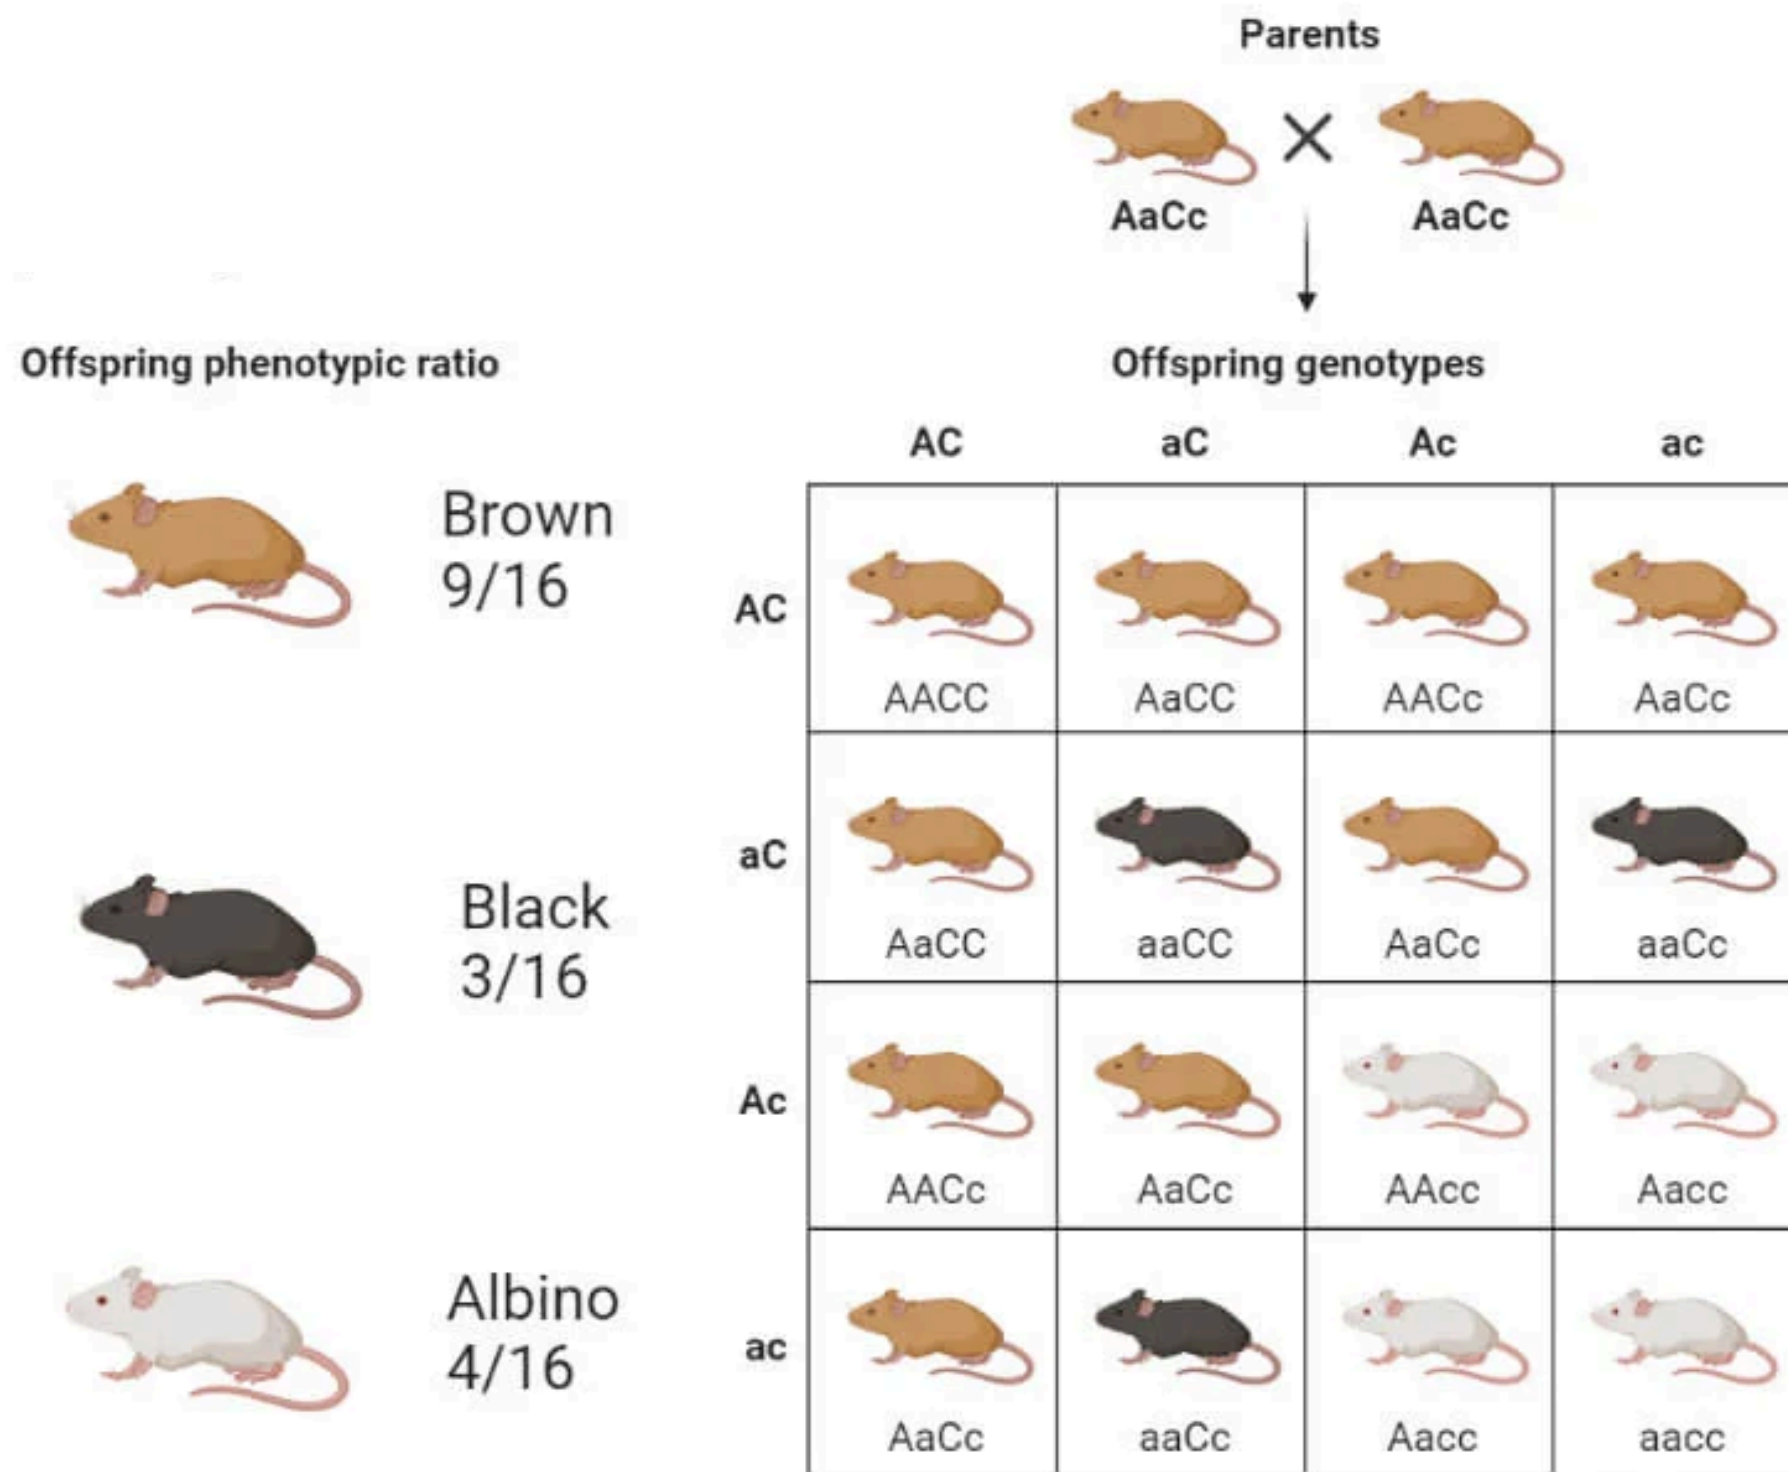 Parents
AaCc AaCc
Offspring phenotypic ratio
Offspring genotypes
AC aC Ac ac
Brown
9/16
AC
AACC AaCC AACc AaCc
Black
3/16
aC
AaCC aaCC AaCc aaCc
Ac
AACc AaCc AAcc Aacc
Albino
4/16
ac
AaCc aaCc Aacc aacc